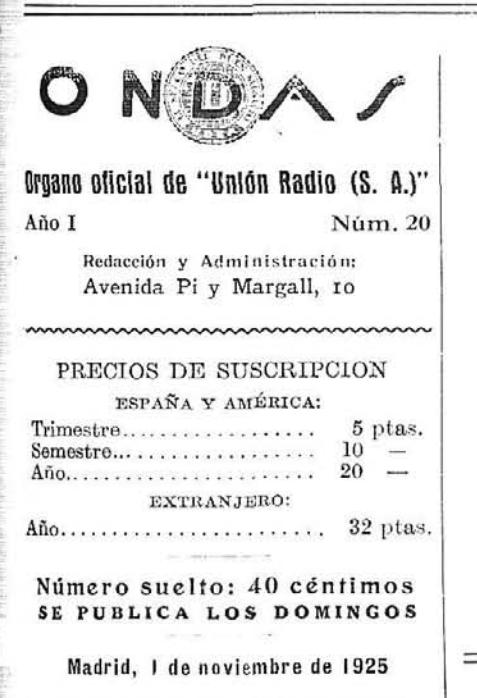 ONDAS
Organo oficial de "Unión Radio (S. A.)"
Año I Núm. 20
Redacción y Administración:
Avenida Pi y Margall, 10
PRECIOS DE SUSCRIPCION
ESPAÑA Y AMÉRICA:
Trimestre.................. 5 ptas.
Semestre.................. 10 —
Año....................... 20 —
EXTRANJERO:
Año........................ 32 ptas.
Número suelto: 40 céntimos
SE PUBLICA LOS DOMINGOS
Madrid, 1 de noviembre de 1925